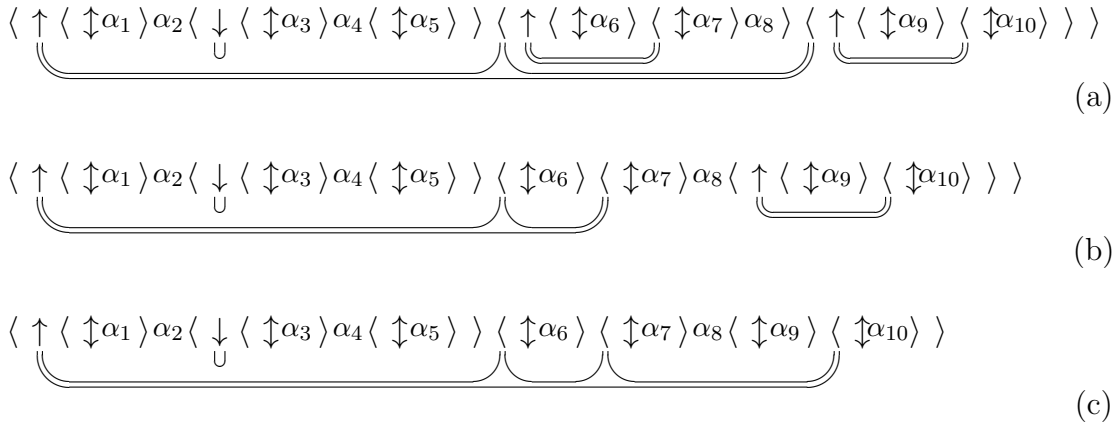 ⟨ ↑ ⟨ ↕α₁ ⟩α₂⟨ ↓ ⟨ ↕α₃ ⟩α₄⟨ ↕α₅⟩ ⟩ ⟨ ↑ ⟨ ↕α₆⟩ ⟨ ↕α₇⟩α₈⟩ ⟨ ↑ ⟨ ↕α₉⟩ ⟨ ↕α₁₀⟩ ⟩ ⟩
(a)
⟨ ↑ ⟨ ↕α₁ ⟩α₂⟨ ↓ ⟨ ↕α₃ ⟩α₄⟨ ↕α₅⟩ ⟩ ⟨ ↕α₆⟩ ⟨ ↕α₇⟩α₈⟨ ↑ ⟨ ↕α₉⟩ ⟨ ↕α₁₀⟩ ⟩ ⟩
(b)
⟨ ↑ ⟨ ↕α₁ ⟩α₂⟨ ↓ ⟨ ↕α₃ ⟩α₄⟨ ↕α₅⟩ ⟩ ⟨ ↕α₆⟩ ⟨ ↕α₇⟩α₈⟨ ↕α₉⟩ ⟨ ↕α₁₀⟩ ⟩
(c)